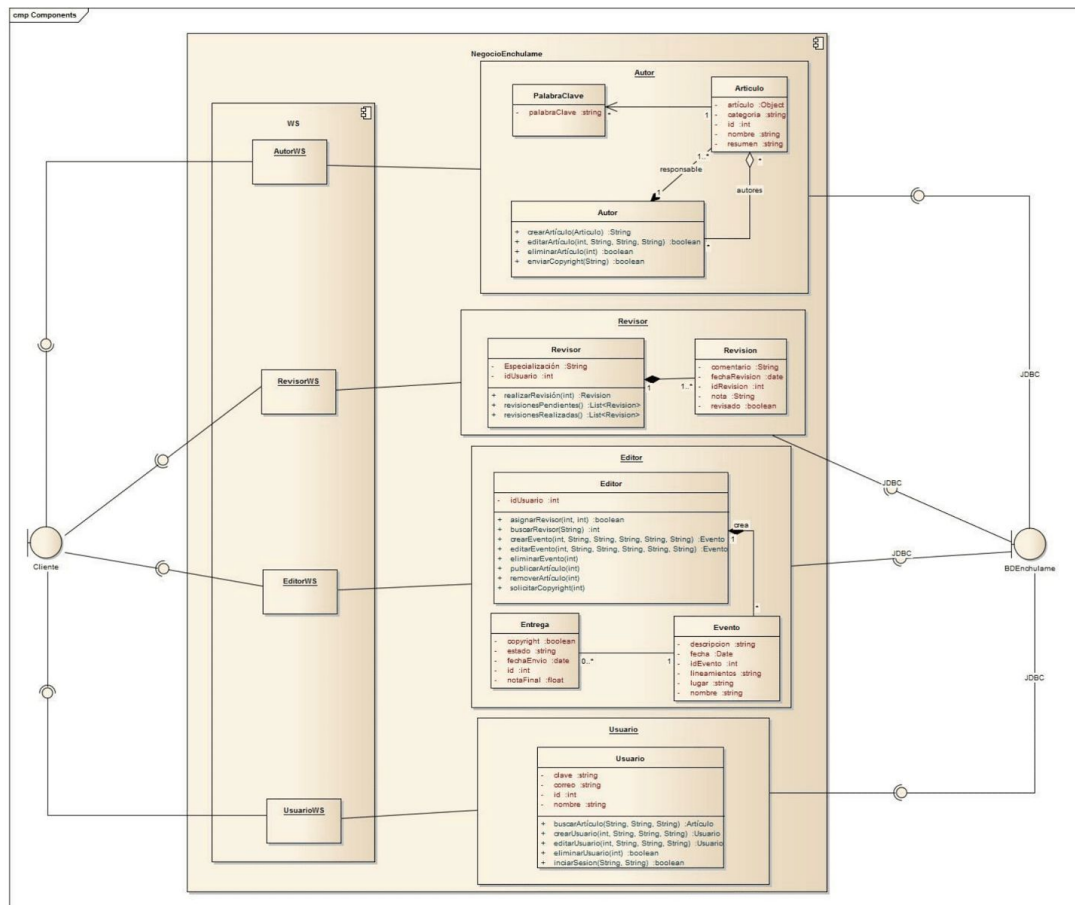 cmp Components
NegocioEnchulame
WS
AutorWS
RevisorWS
EditorWS
UsuarioWS
Cliente
Autor
PalabraClave
- palabraClave :string
Articulo
- artículo :Object
- categoria :string
- id :int
- nombre :string
- resumen :string
*
1
1..*
*
responsable
autores
1
*
Autor
+ crearArtículo(Articulo) :String
+ editarArtículo(int, String, String, String) :boolean
+ eliminarArtículo(int) :boolean
+ enviarCopyright(String) :boolean
Revisor
Revisor
- Especialización :String
- idUsuario :int
+ realizarRevisión(int) :Revision
+ revisionesPendientes() :List<Revision>
+ revisionesRealizadas() :List<Revision>
1
1..*
Revision
- comentario :String
- fechaRevision :date
- idRevision :int
- nota :String
- revisado :boolean
Editor
Editor
- idUsuario :int
+ asignarRevisor(int, int) :boolean
+ buscarRevisor(String) :int
+ crearEvento(int, String, String, String, String, String) :Evento
+ editarEvento(int, String, String, String, String, String) :Evento
+ eliminarEvento(int)
+ publicarArtículo(int)
+ removerArtículo(int)
+ solicitarCopyright(int)
crea
1
*
Entrega
- copyright :boolean
- estado :string
- fechaEnvio :date
- id :int
- notaFinal :float
0..*
1
Evento
- descripcion :string
- fecha :Date
- idEvento :int
- lineamientos :string
- lugar :string
- nombre :string
Usuario
Usuario
- clave :string
- correo :string
- id :int
- nombre :string
+ buscarArtículo(String, String, String) :Artículo
+ crearUsuario(int, String, String, String) :Usuario
+ editarUsuario(int, String, String, String) :Usuario
+ eliminarUsuario(int) :boolean
+ inciarSesion(String, String) :boolean
JDBC
JDBC
JDBC
JDBC
BDEnchulame